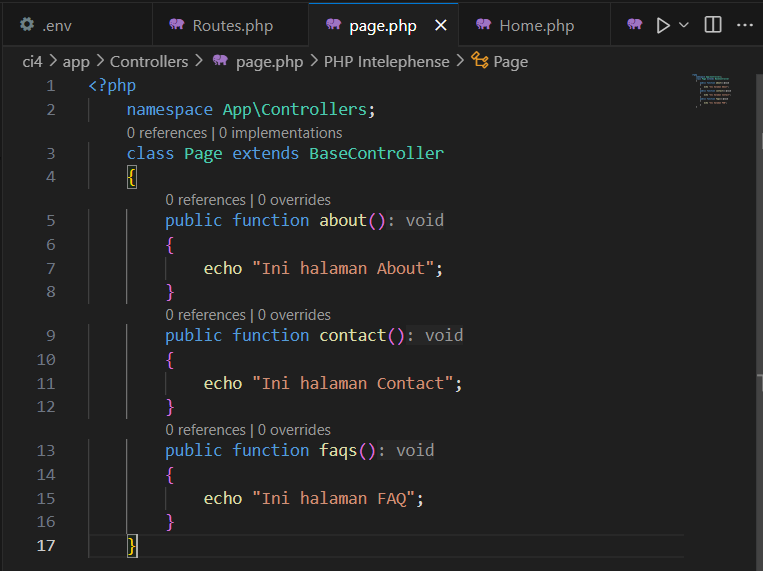 .env Routes.php page.php × Home.php
ci4 > app > Controllers > page.php > PHP Intelephense > Page
1 <?php
2 namespace App\Controllers;
0 references | 0 implementations
3 class Page extends BaseController
4 {
0 references | 0 overrides
5 public function about(): void
6 {
7 echo "Ini halaman About";
8 }
0 references | 0 overrides
9 public function contact(): void
10 {
11 echo "Ini halaman Contact";
12 }
0 references | 0 overrides
13 public function faqs(): void
14 {
15 echo "Ini halaman FAQ";
16 }
17 }